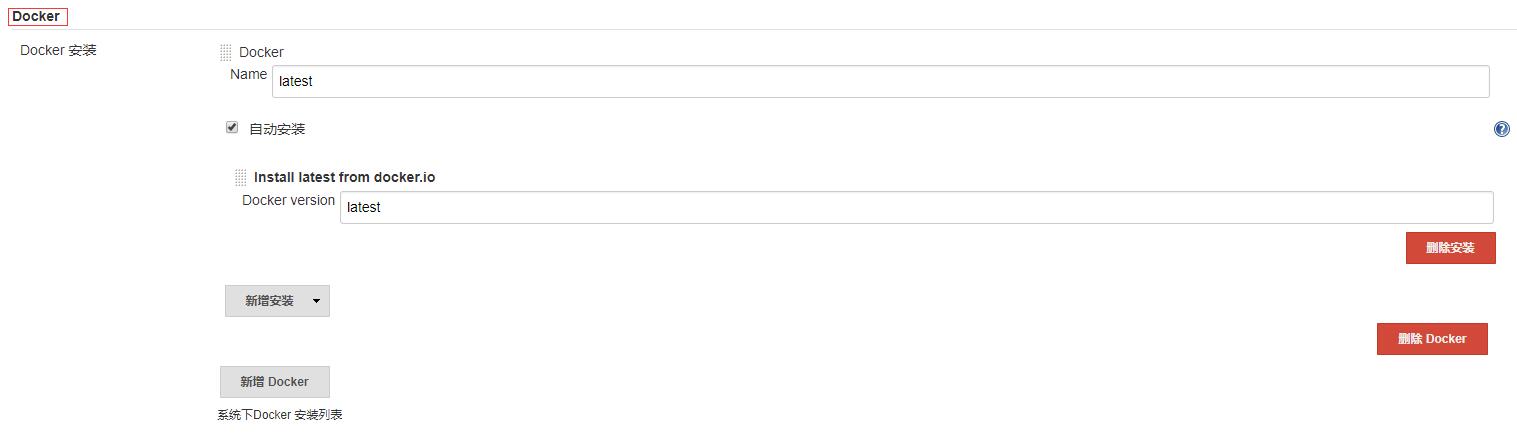 Docker
Docker 安装
Docker
Name latest
自动安装
Install latest from docker.io
Docker version latest
删除安装
新增安装
删除 Docker
新增 Docker
系统下Docker 安装列表